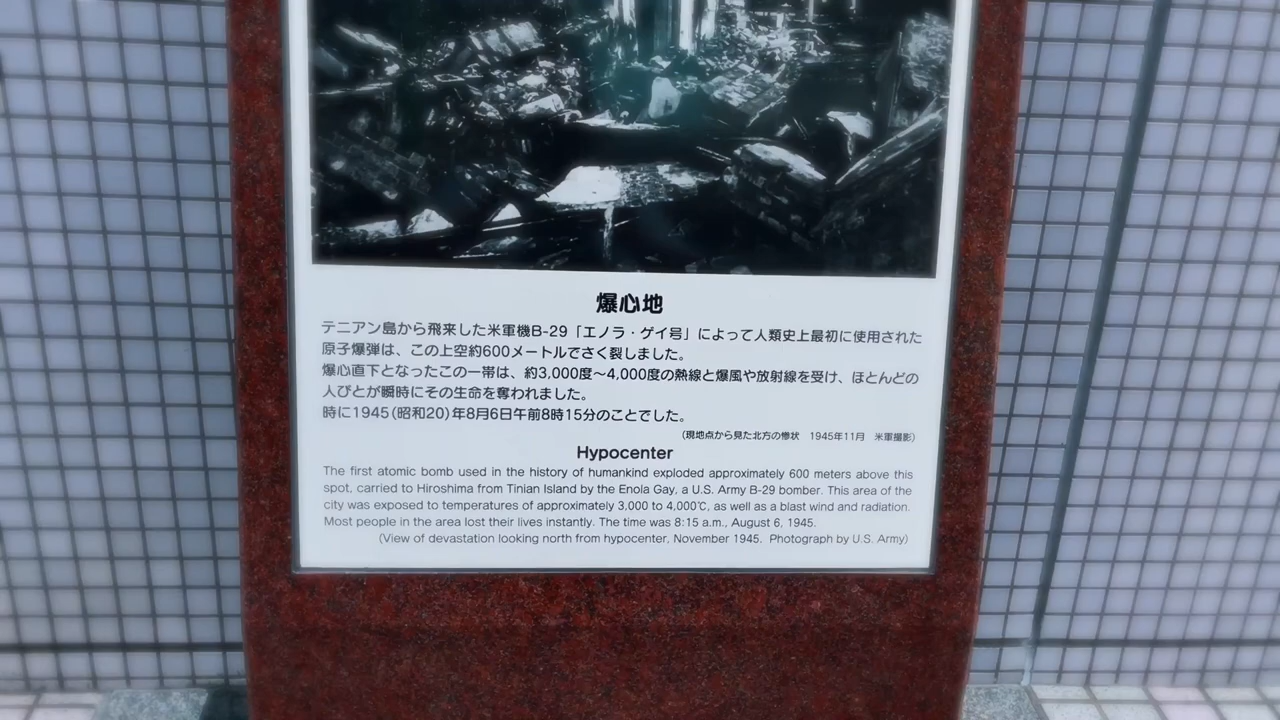 爆心地
テニアン島から飛来した米軍機B-29「エノラ・ゲイ号」によって人類史上最初に使用された
原子爆弾は、この上空約600メートルでさく裂しました。
爆心直下となったこの一帯は、約3,000度〜4,000度の熱線と爆風や放射線を受け、ほとんどの
人びとが瞬時にその生命を奪われました。
時に1945(昭和20)年8月6日午前8時15分のことでした。
(現地点から見た北方の惨状 1945年11月 米軍撮影)
Hypocenter
The first atomic bomb used in the history of humankind exploded approximately 600 meters above this
spot, carried to Hiroshima from Tinian Island by the Enola Gay, a U.S. Army B-29 bomber. This area of the
city was exposed to temperatures of approximately 3,000 to 4,000℃, as well as a blast wind and radiation.
Most people in the area lost their lives instantly. The time was 8:15 a.m., August 6, 1945.
(View of devastation looking north from hypocenter, November 1945. Photograph by U.S. Army)